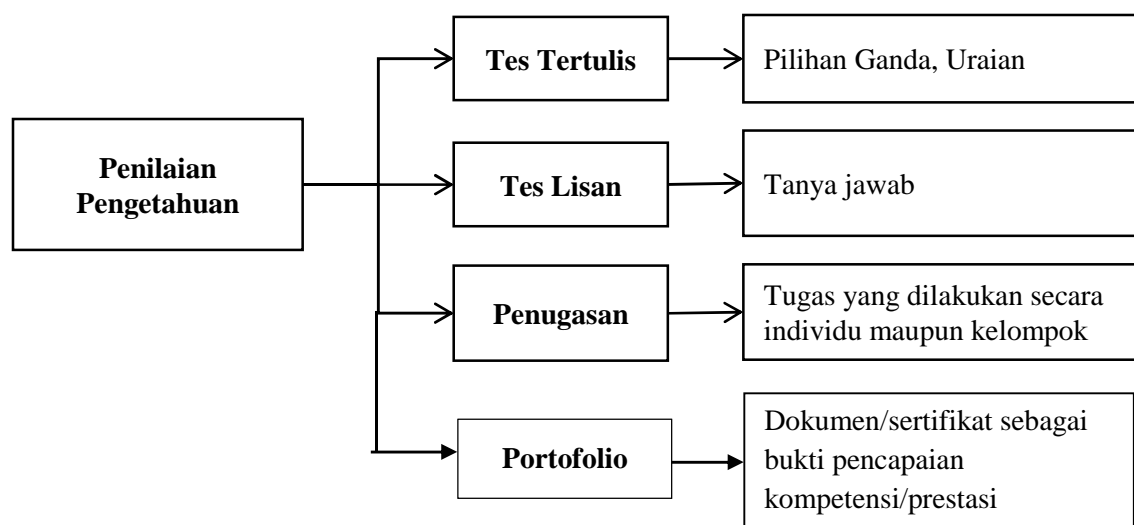 Penilaian
Pengetahuan
Tes Tertulis
Pilihan Ganda, Uraian
Tes Lisan
Tanya jawab
Penugasan
Tugas yang dilakukan secara
individu maupun kelompok
Portofolio
Dokumen/sertifikat sebagai
bukti pencapaian
kompetensi/prestasi